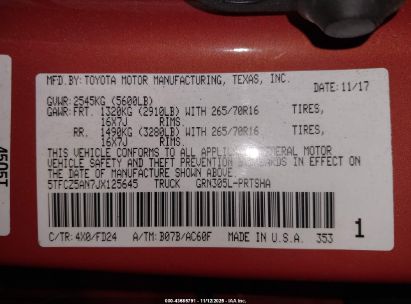 MFD.BY: TOYOTA MOTOR MANUFACTURING, TEXAS, INC.
DATE: 11/17
GVWR: 2545KG (5600LB)
GAWR: FRT. 1320KG (2910LB) WITH 265/70R16 TIRES,
16X7J RIMS
RR. 1490KG (3280LB) WITH 265/70R16 TIRES,
16X7J RIMS
THIS VEHICLE CONFORMS TO ALL APPLICABLE FEDERAL MOTOR
VEHICLE SAFETY AND THEFT PREVENTION STANDARDS IN EFFECT
ON THE DATE OF MANUFACTURE SHOWN ABOVE.
5TFCZ5AN7JX125645 TRUCK GRN305L-PRTSHA
C/TR: 4X0/FD24 A/TM: B07B/AC60F MADE IN U.S.A. 353
1
4505T